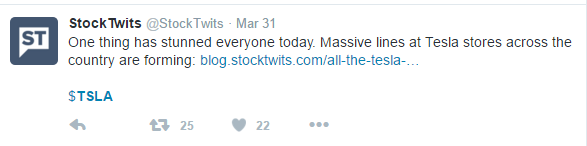 ST
StockTwits @StockTwits · Mar 31
One thing has stunned everyone today. Massive lines at Tesla stores across the
country are forming: blog.stocktwits.com/all-the-tesla-…
$TSLA
25 22